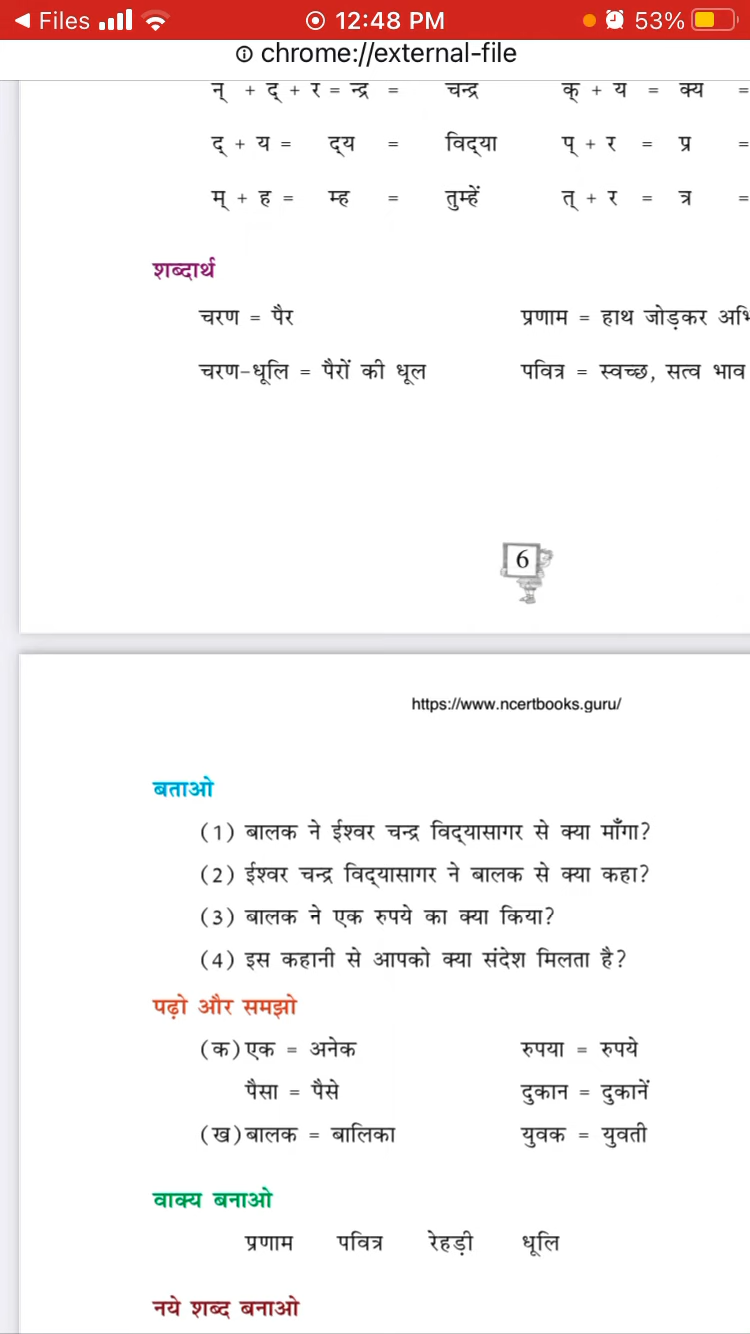 Files 12:48 PM 53%
chrome://external-file
न् + द् + र = न्द्र = चन्द्र क् + य = क्य =
द् + य = द्‌य = विद्‌या प् + र = प्र =
म् + ह = म्ह = तुम्हें त् + र = त्र =
शब्दार्थ
चरण = पैर प्रणाम = हाथ जोड़कर
चरण-धूलि = पैरों की धूल पवित्र = स्वच्छ, सत्व भाव
6
https://www.ncertbooks.guru/
बताओ
(1) बालक ने ईश्वर चन्द्र विद्‌यासागर से क्या माँगा?
(2) ईश्वर चन्द्र विद्‌यासागर ने बालक से क्या कहा?
(3) बालक ने एक रुपये का क्या किया?
(4) इस कहानी से आपको क्या संदेश मिलता है?
पढ़ो और समझो
(क) एक = अनेक रुपया = रुपये
पैसा = पैसे दुकान = दुकानें
(ख) बालक = बालिका युवक = युवती
वाक्य बनाओ
प्रणाम पवित्र रेहड़ी धूलि
नये शब्द बनाओ